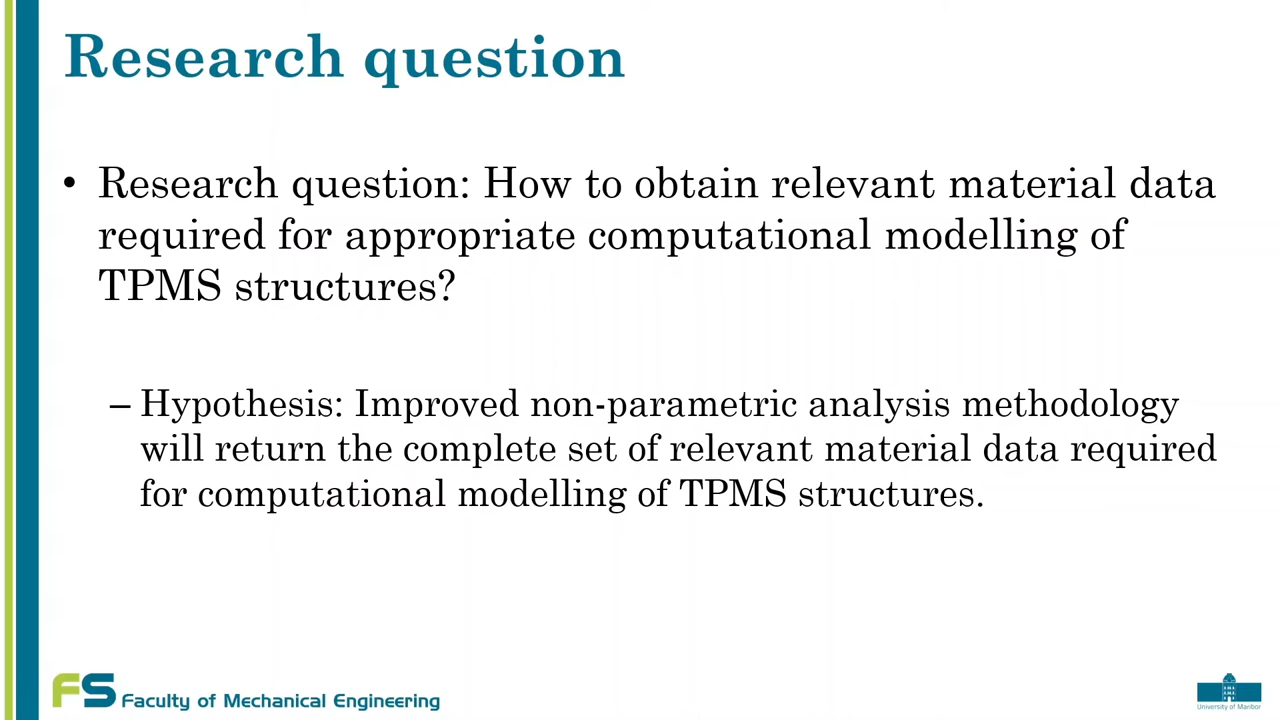 Research question
• Research question: How to obtain relevant material data
required for appropriate computational modelling of
TPMS structures?
– Hypothesis: Improved non-parametric analysis methodology
will return the complete set of relevant material data required
for computational modelling of TPMS structures.
FS Faculty of Mechanical Engineering
University of Maribor